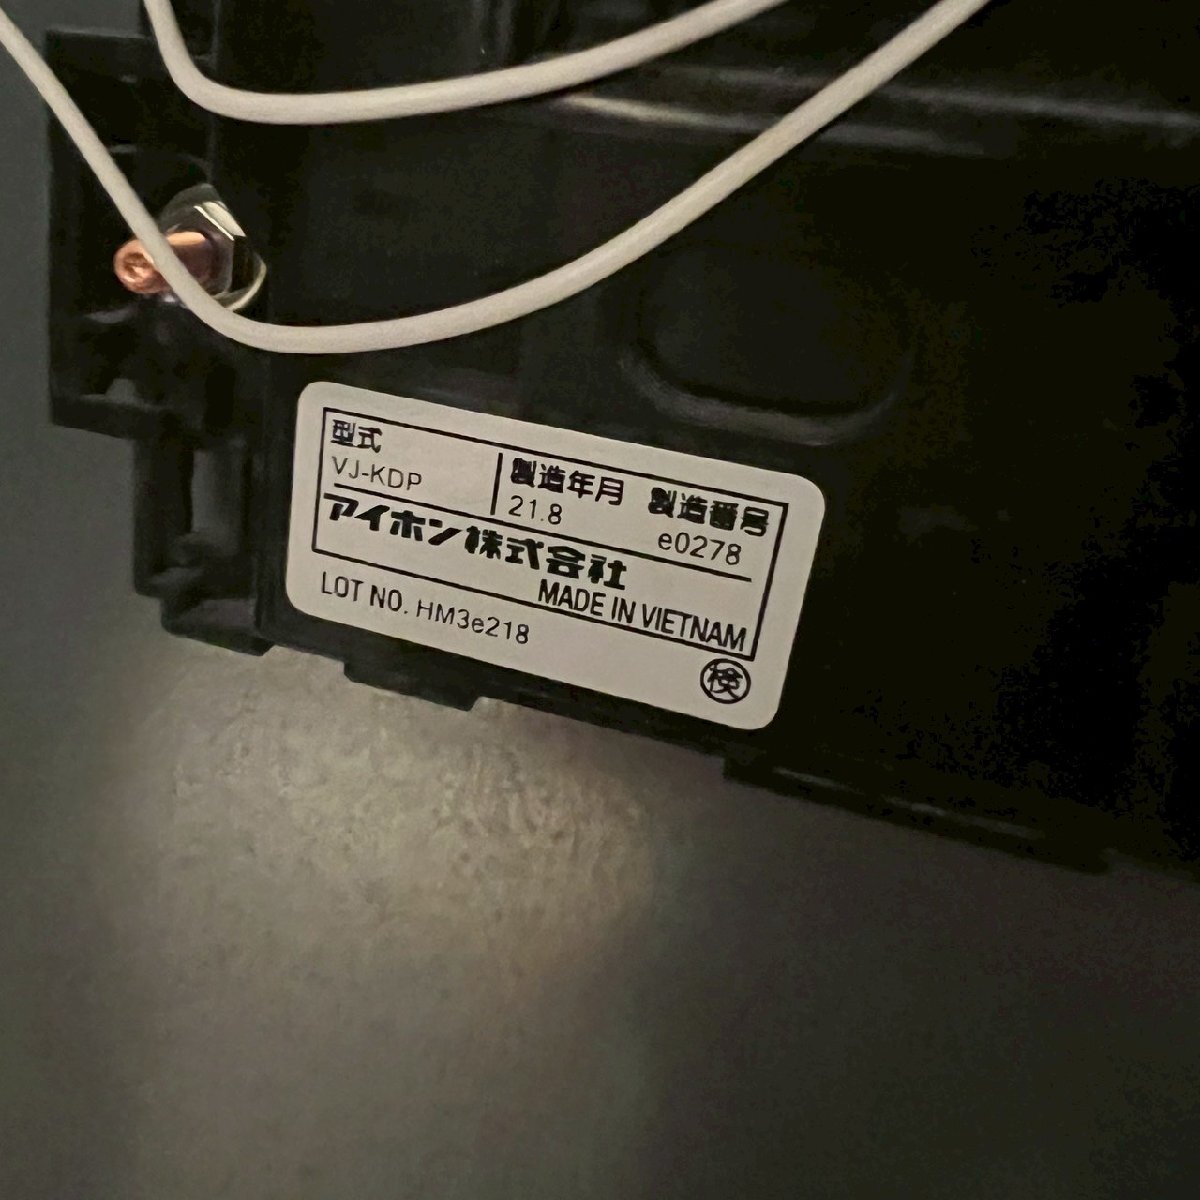 型式
VJ-KDP
製造年月 製造番号
21.8 e0278
アイホン株式会社
MADE IN VIETNAM
LOT NO. HM3e218
検